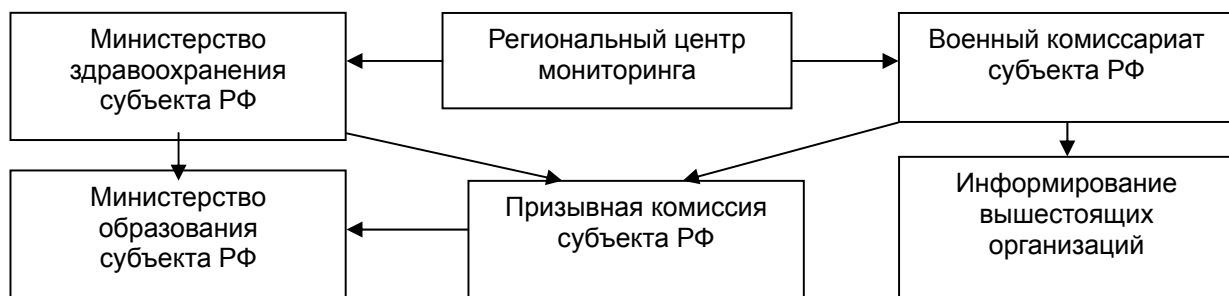 Министерство
здравоохранения
субъекта РФ
Региональный центр
мониторинга
Военный комиссариат
субъекта РФ
Министерство
образования
субъекта РФ
Призывная комиссия
субъекта РФ
Информирование
вышестоящих
организаций